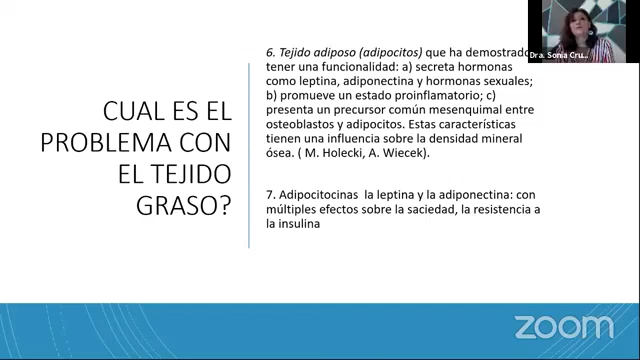 CUAL ES EL
PROBLEMA CON
EL TEJIDO
GRASO?
6. Tejido adiposo (adipocitos) que ha demostrado
tener una funcionalidad: a) secreta hormonas
como leptina, adiponectina y hormonas sexuales;
b) promueve un estado proinflamatorio; c)
presenta un precursor común mesenquimal entre
osteoblastos y adipocitos. Estas características
tienen una influencia sobre la densidad mineral
ósea. ( M. Holecki, A. Wiecek).
7. Adipocitocinas la leptina y la adiponectina: con
múltiples efectos sobre la saciedad, la resistencia a
la insulina
Dra. Sonia Cru...
zoom